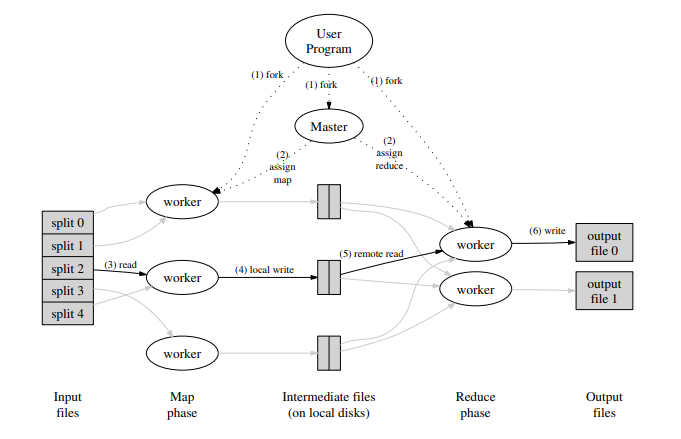 User
Program
(1) fork
(1) fork
(1) fork
Master
(2)
assign
map
(2)
assign
reduce
worker
split 0
split 1
split 2
split 3
split 4
(3) read
worker
(4) local write
(5) remote read
worker
(6) write
output
file 0
worker
output
file 1
worker
Input
files
Map
phase
Intermediate files
(on local disks)
Reduce
phase
Output
files